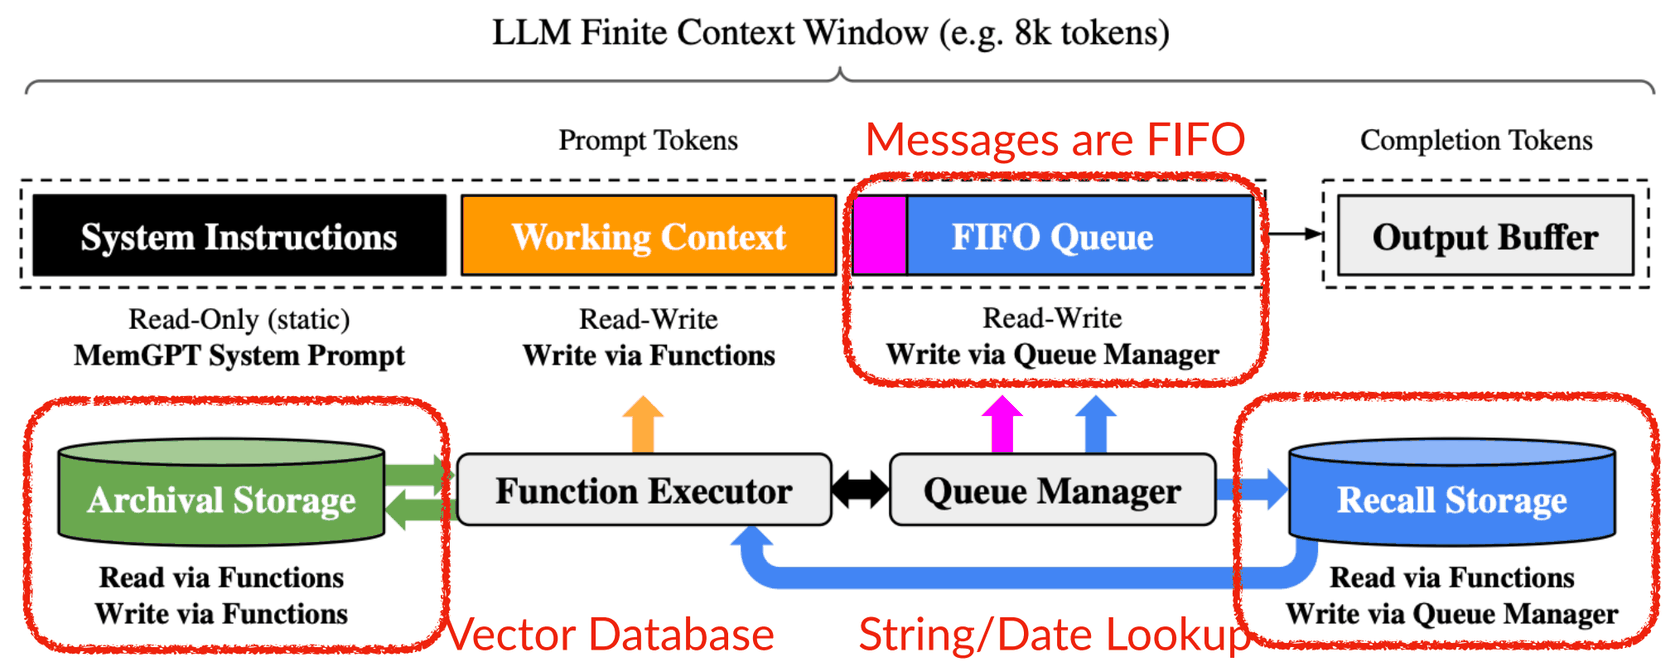 LLM Finite Context Window (e.g. 8k tokens)
Prompt Tokens
Messages are FIFO
Completion Tokens
System Instructions
Working Context
FIFO Queue
Output Buffer
Read-Only (static)
MemGPT System Prompt
Read-Write
Write via Functions
Read-Write
Write via Queue Manager
Archival Storage
Function Executor
Queue Manager
Recall Storage
Read via Functions
Write via Functions
Read via Functions
Write via Queue Manager
Vector Database
String/Date Lookup